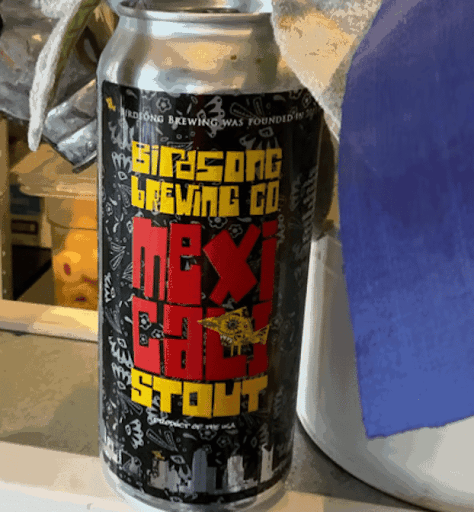 BIRDSONG BREWING WAS FOUNDED IN
BirdSong
brewing co
mexi
cali
STOUT
PRODUCT OF THE USA